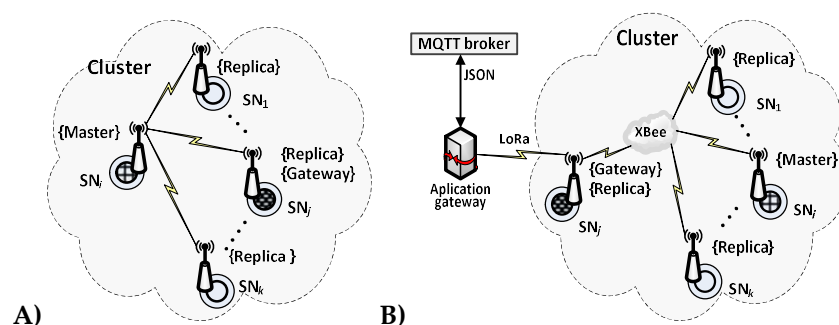 Cluster
{Replica}
SN1
{Master}
SNi
{Replica}
{Gateway}
SNj
{Replica }
SNk
A)
MQTT broker
JSON
Aplication
gateway
LoRa
Cluster
XBee
{Gateway}
{Replica}
SNj
{Replica}
SN1
{Master}
SNi
{Replica}
SNk
B)